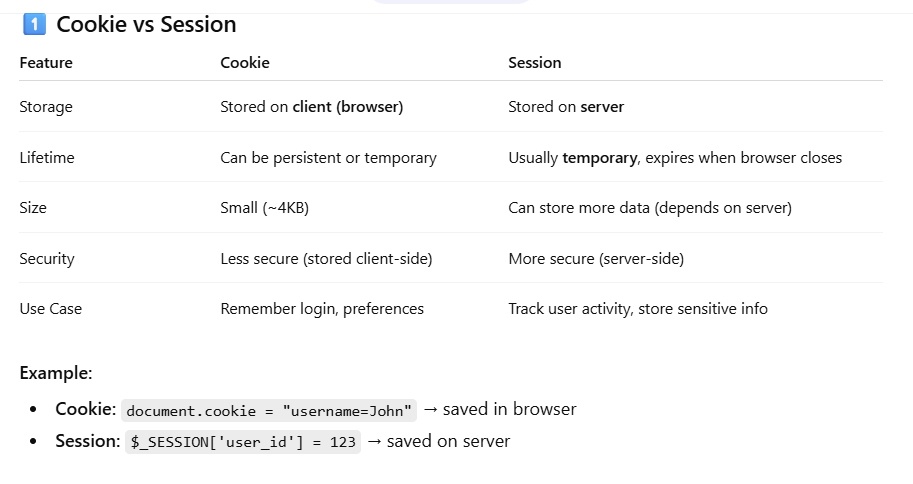 1 Cookie vs Session
Feature Cookie Session
Storage Stored on client (browser) Stored on server
Lifetime Can be persistent or temporary Usually temporary, expires when browser closes
Size Small (~4KB) Can store more data (depends on server)
Security Less secure (stored client-side) More secure (server-side)
Use Case Remember login, preferences Track user activity, store sensitive info
Example:
• Cookie: document.cookie = "username=John" → saved in browser
• Session: $_SESSION['user_id'] = 123 → saved on server